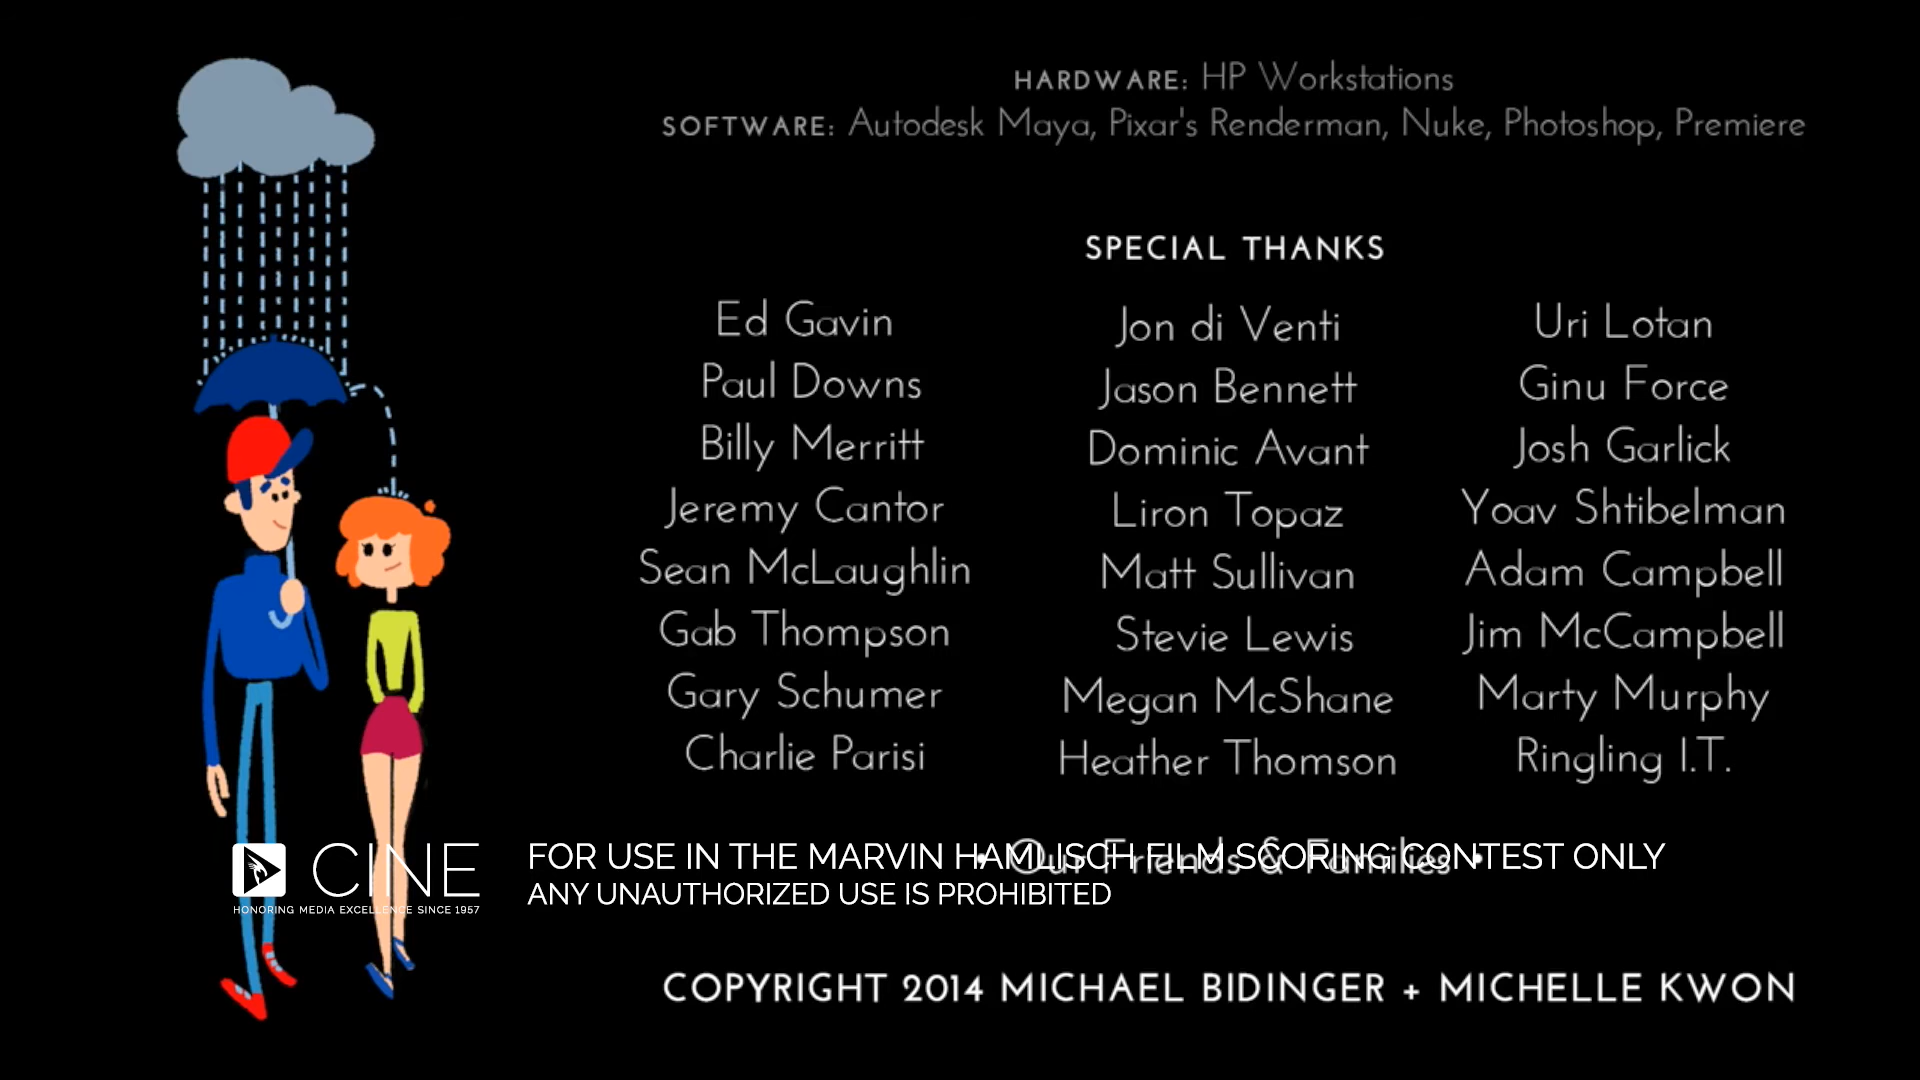 HARDWARE: HP Workstations
SOFTWARE: Autodesk Maya, Pixar's Renderman, Nuke, Photoshop, Premiere
SPECIAL THANKS
Ed Gavin
Paul Downs
Billy Merritt
Jeremy Cantor
Sean McLaughlin
Gab Thompson
Gary Schumer
Charlie Parisi
Jon di Venti
Jason Bennett
Dominic Avant
Liron Topaz
Matt Sullivan
Stevie Lewis
Megan McShane
Heather Thomson
Uri Lotan
Ginu Force
Josh Garlick
Yoav Shtibelman
Adam Campbell
Jim McCampbell
Marty Murphy
Ringling I.T.
• Our Friends & Families •
CINE
HONORING MEDIA EXCELLENCE SINCE 1957
FOR USE IN THE MARVIN HAMLISCH FILM SCORING CONTEST ONLY
ANY UNAUTHORIZED USE IS PROHIBITED
COPYRIGHT 2014 MICHAEL BIDINGER + MICHELLE KWON